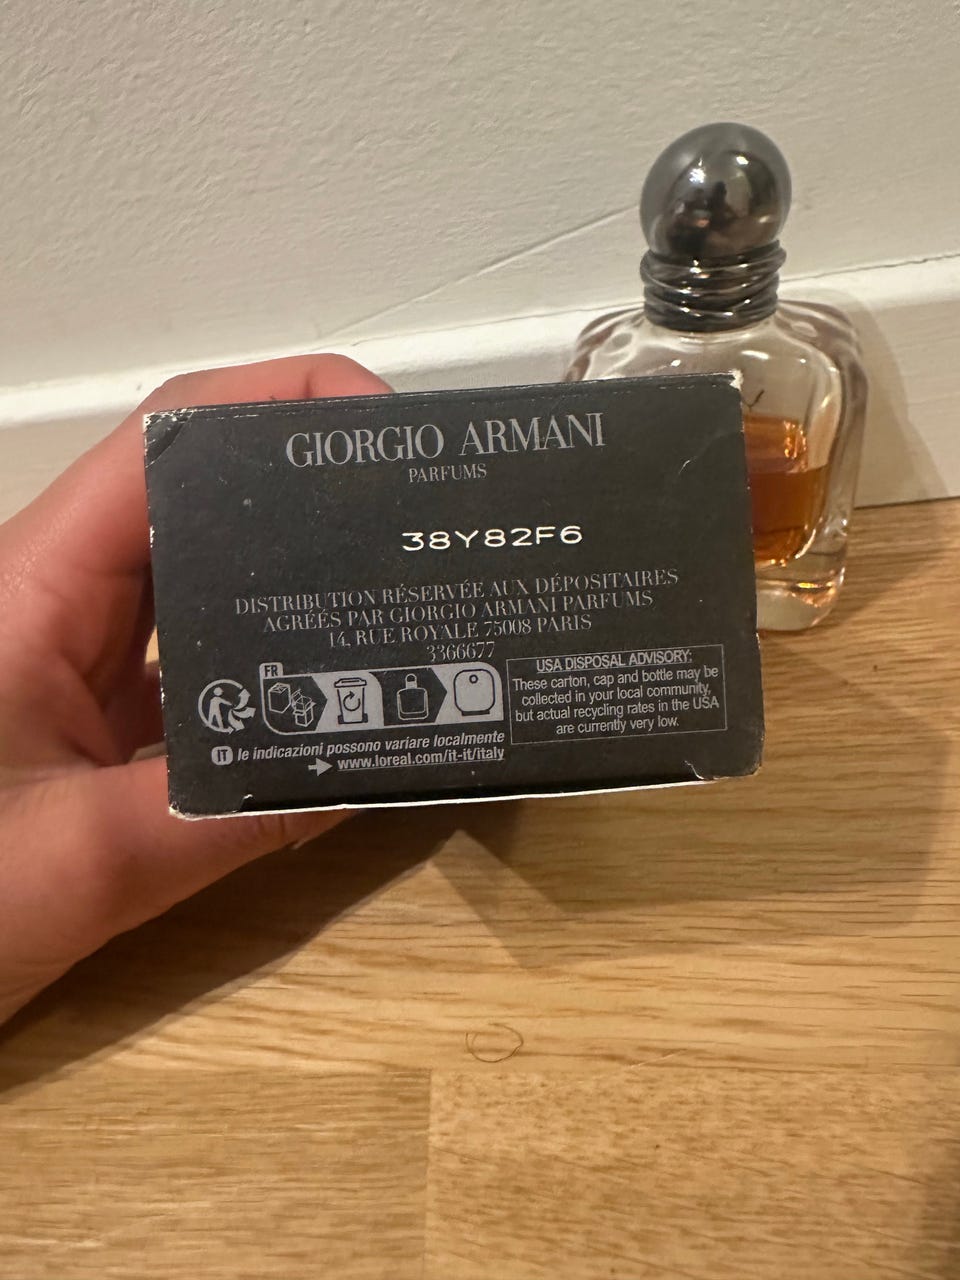 GIORGIO ARMANI
PARFUMS
38Y82F6
DISTRIBUTION RÉSERVÉE AUX DÉPOSITAIRES
AGRÉÉS PAR GIORGIO ARMANI PARFUMS
14, RUE ROYALE 75008 PARIS
3366677
FR
IT le indicazioni possono variare localmente
www.loreal.com/it-it/italy
USA DISPOSAL ADVISORY:
These carton, cap and bottle may be
collected in your local community,
but actual recycling rates in the USA
are currently very low.